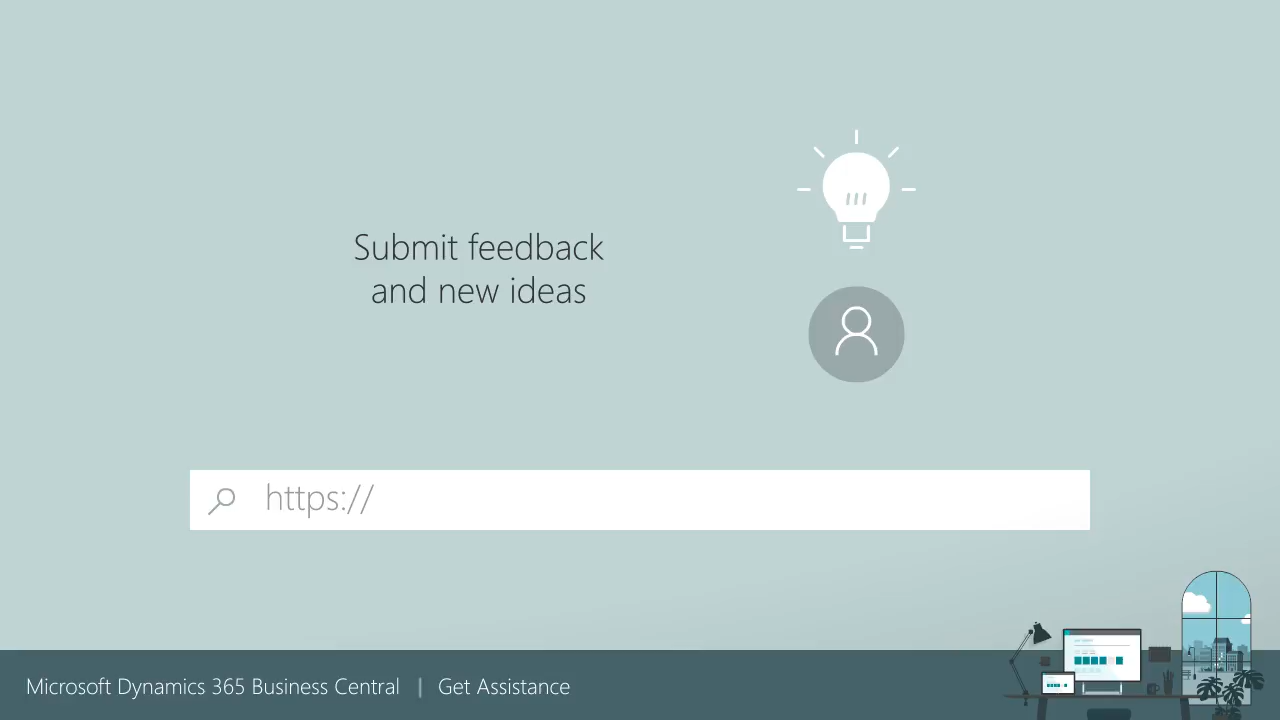 Submit feedback
and new ideas
https://
Microsoft Dynamics 365 Business Central | Get Assistance